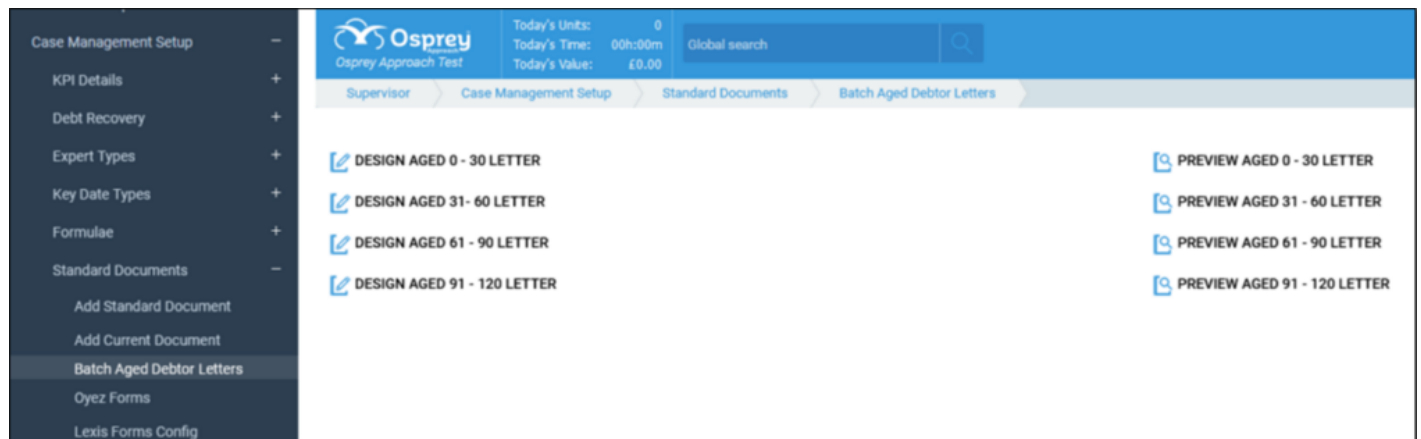 Case Management Setup −
KPI Details +
Debt Recovery +
Expert Types +
Key Date Types +
Formulae +
Standard Documents −
Add Standard Document
Add Current Document
Batch Aged Debtor Letters
Oyez Forms
Lexis Forms Config
Osprey
Approach
Osprey Approach Test
Today's Units: 0
Today's Time: 00h:00m
Today's Value: £0.00
Global search
Supervisor Case Management Setup Standard Documents Batch Aged Debtor Letters
DESIGN AGED 0 - 30 LETTER
PREVIEW AGED 0 - 30 LETTER
DESIGN AGED 31- 60 LETTER
PREVIEW AGED 31 - 60 LETTER
DESIGN AGED 61 - 90 LETTER
PREVIEW AGED 61 - 90 LETTER
DESIGN AGED 91 - 120 LETTER
PREVIEW AGED 91 - 120 LETTER